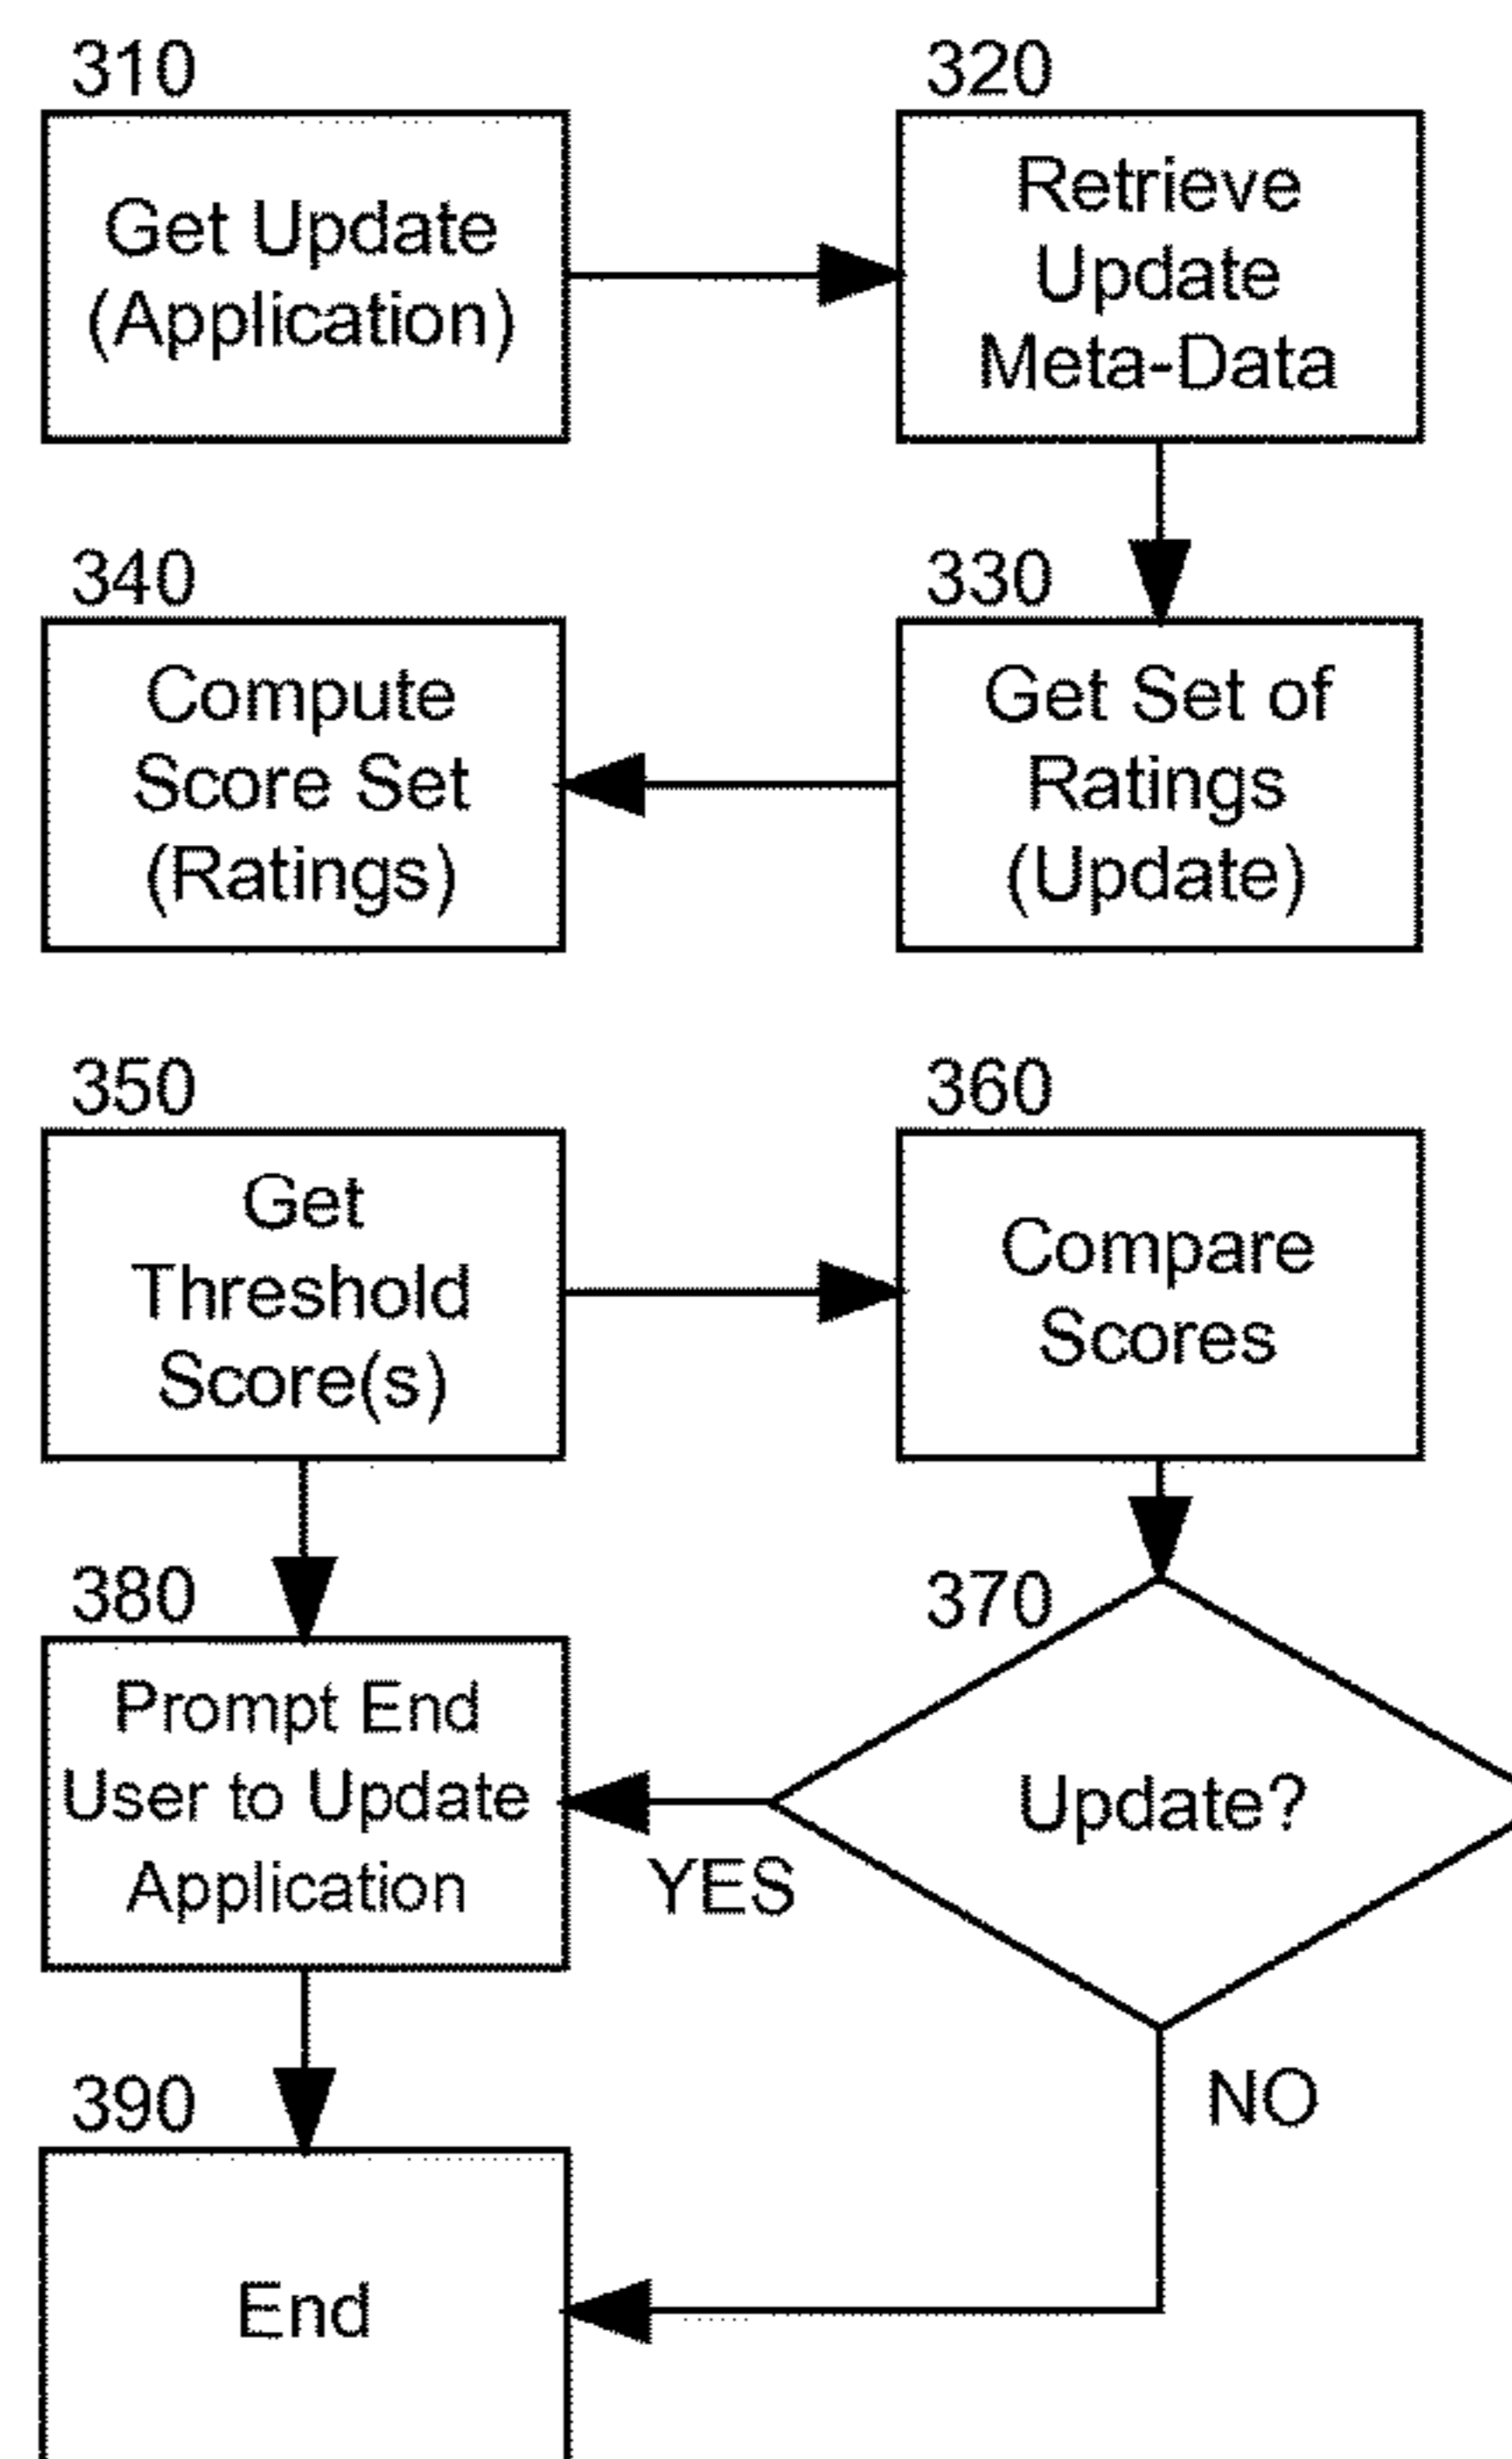 310
Get Update
(Application)
320
Retrieve
Update
Meta-Data
340
Compute
Score Set
(Ratings)
330
Get Set of
Ratings
(Update)
350
Get
Threshold
Score(s)
360
Compare
Scores
380
Prompt End
User to Update
Application
370
Update?
YES
NO
390
End